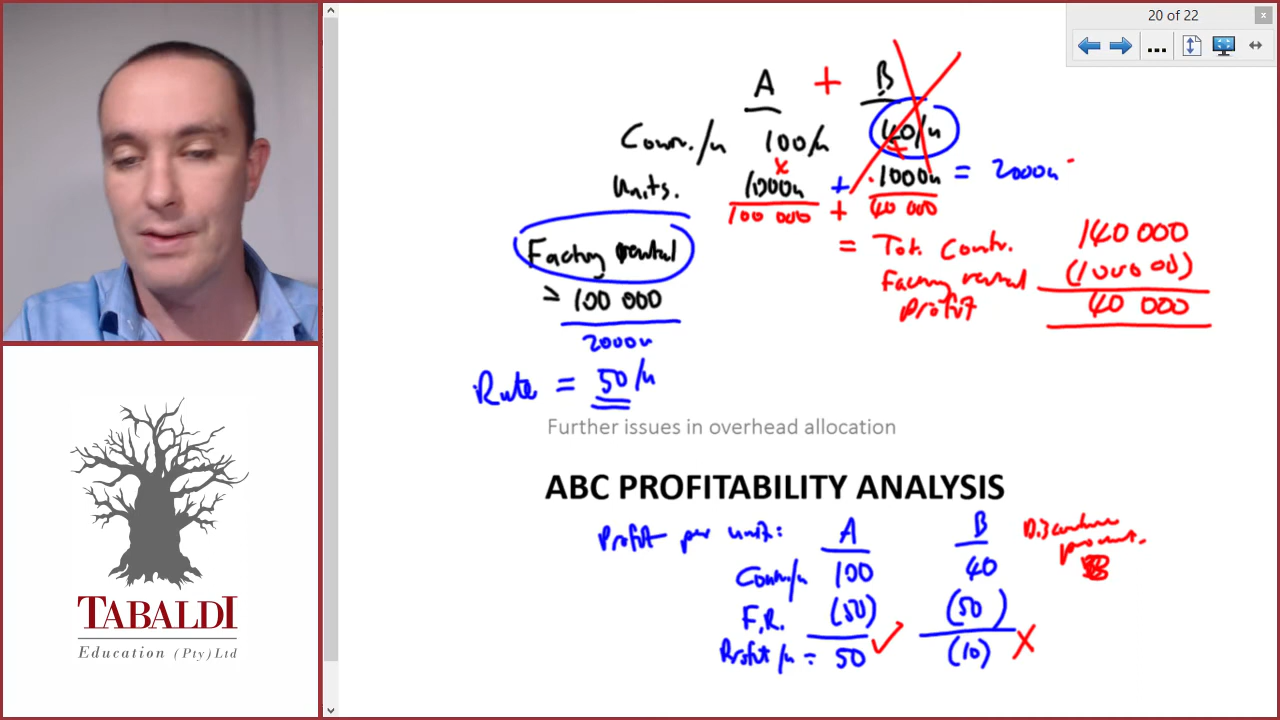 20 of 22
A + B
Contr./u 100/u 40/u
x x
Units. 1000u + 1000u = 2000u
100 000 + 40 000
Factory rental
= Tot. Contr. 140 000
Factory rental (100 000)
Profit 40 000
= 100 000
2000u
Rate = 50/u
Further issues in overhead allocation
ABC PROFITABILITY ANALYSIS
Profit per unit: A B
Discontinue product. B
Contr/u 100 40
F.R. (50) (50)
Profit/u = 50 (10)
TABALDI
Education (Pty) Ltd